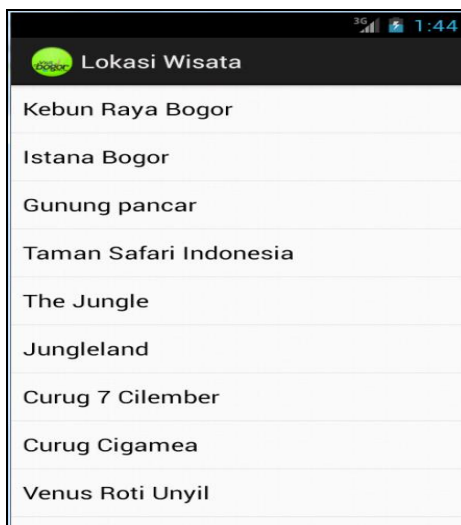 3G 1:44
Bogor Lokasi Wisata
Kebun Raya Bogor
Istana Bogor
Gunung pancar
Taman Safari Indonesia
The Jungle
Jungleland
Curug 7 Cilember
Curug Cigamea
Venus Roti Unyil